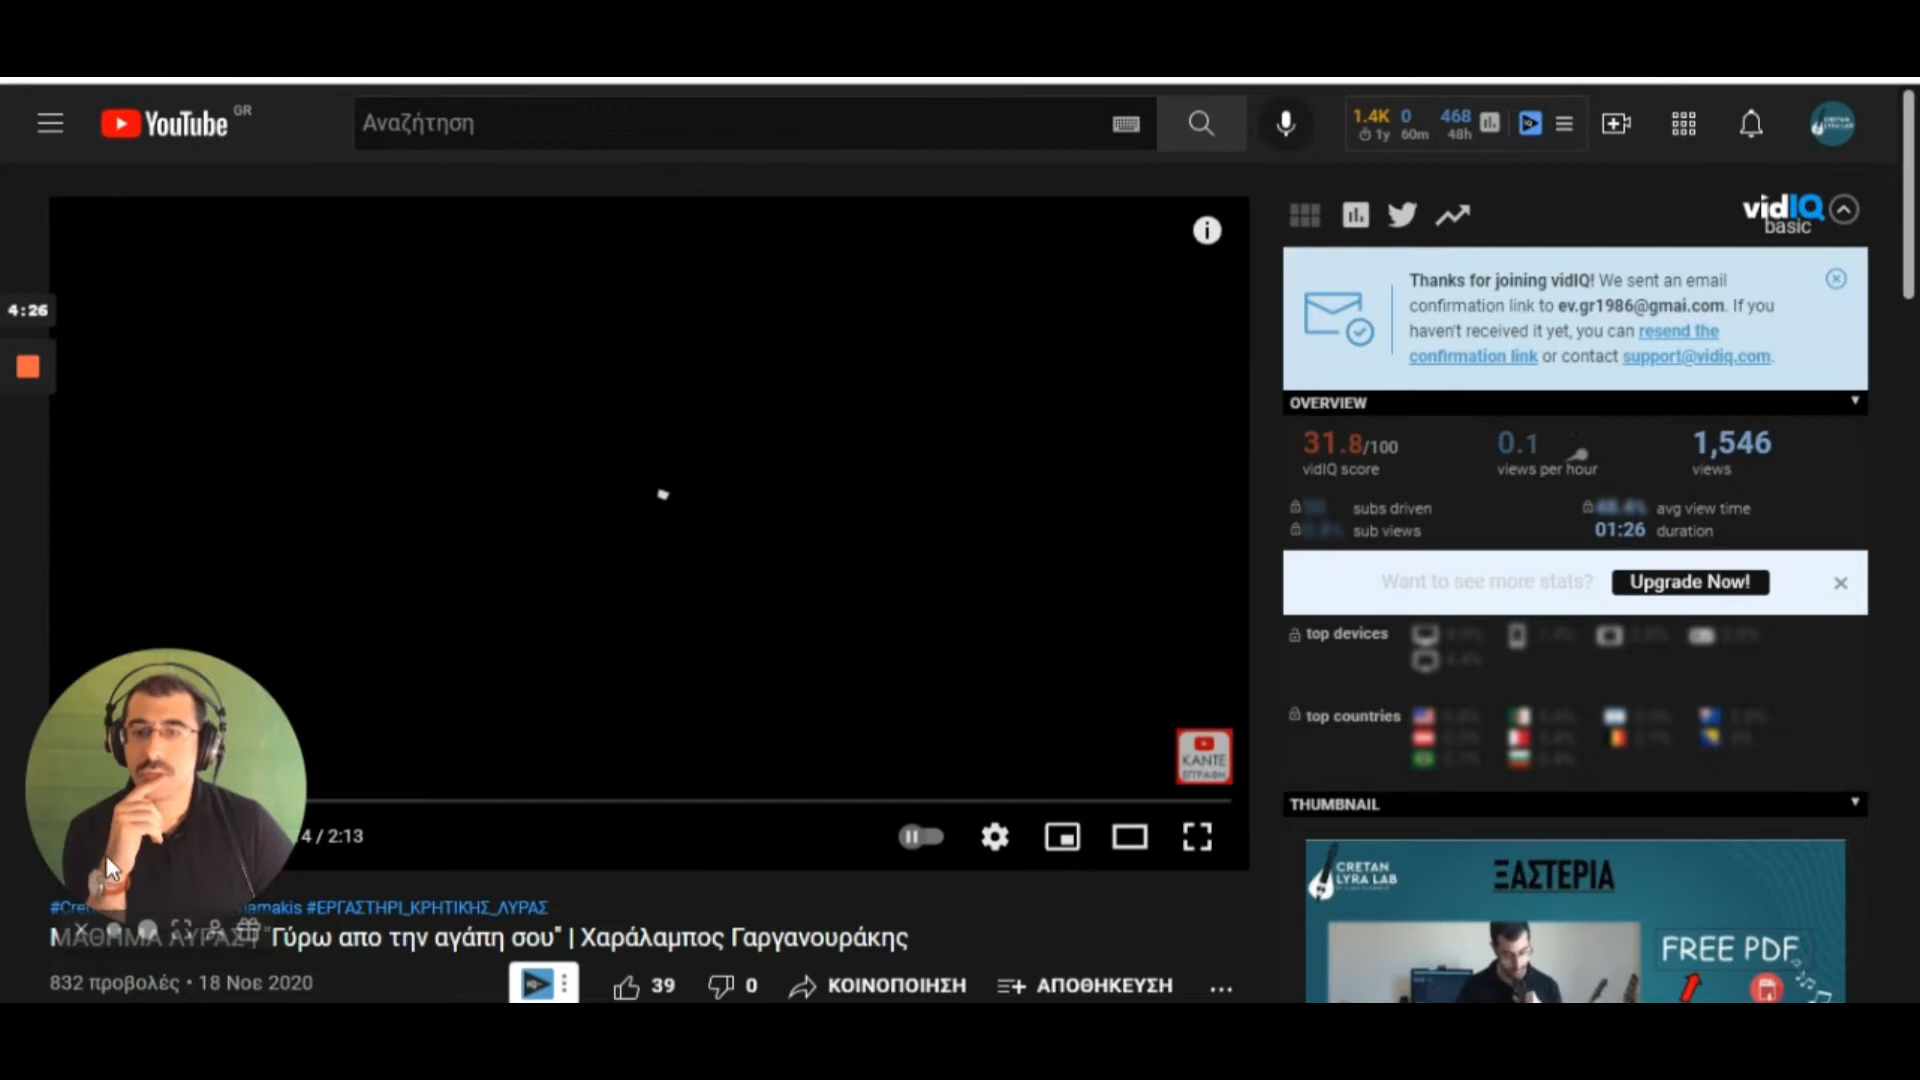 YouTube GR
Αναζήτηση
1.4K 0 468
1y 60m 48h
4:26
vidIQ
basic
Thanks for joining vidIQ! We sent an email
confirmation link to ev.gr1986@gmai.com. If you
haven't received it yet, you can resend the
confirmation link or contact support@vidiq.com.
OVERVIEW
31.8/100 0.1 1,546
vidIQ score views per hour views
subs driven avg view time
sub views 01:26 duration
Want to see more stats? Upgrade Now!
top devices
top countries
THUMBNAIL
CRETAN
LYRA LAB
ΞΑΣΤΕΡΙΑ
FREE PDF
ΚΑΝΤΕ
ΕΓΓΡΑΦΗ
4 / 2:13
#ΕΡΓΑΣΤΗΡΙ_ΚΡΗΤΙΚΗΣ_ΛΥΡΑΣ
ΜΑΘΗΜΑ ΛΥΡΑΣ | "Γύρω απο την αγάπη σου" | Χαράλαμπος Γαργανουράκης
832 προβολές • 18 Νοε 2020
39 0 ΚΟΙΝΟΠΟΙΗΣΗ ΑΠΟΘΗΚΕΥΣΗ